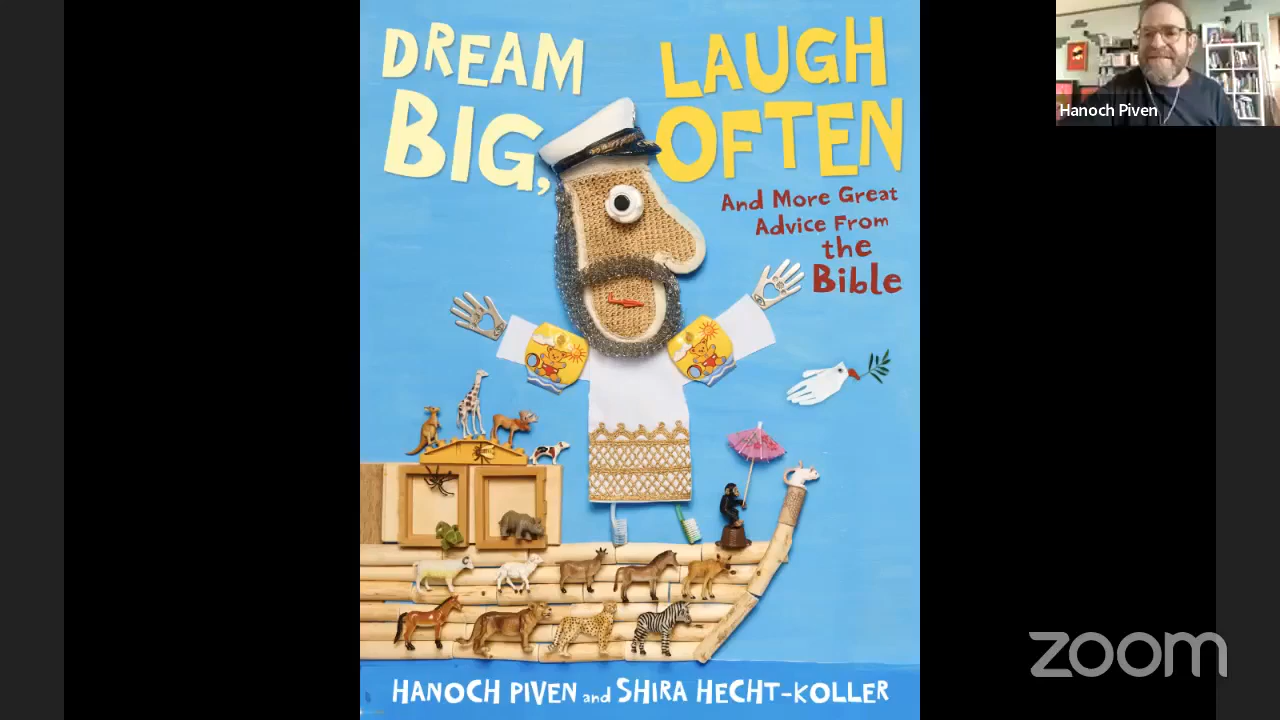 DREAM
BIG,
LAUGH
OFTEN
And More Great
Advice From
the
Bible
HANOCH PIVEN and SHIRA HECHT-KOLLER
Hanoch Piven
zoom